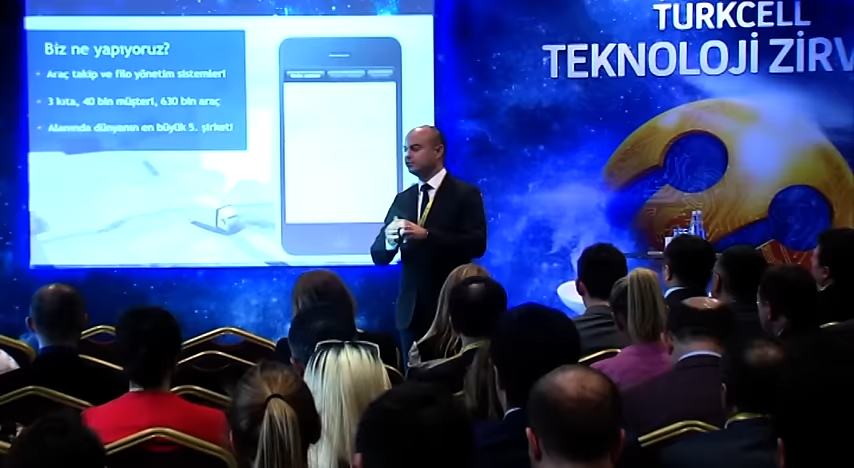 Biz ne yapıyoruz?
Araç takip ve filo yönetim sistemleri
3 kıta, 40 bin müşteri, 630 bin araç
Alanında dünyanın en büyük 5. şirketi
TURKCELL
TEKNOLOJİ ZİRV